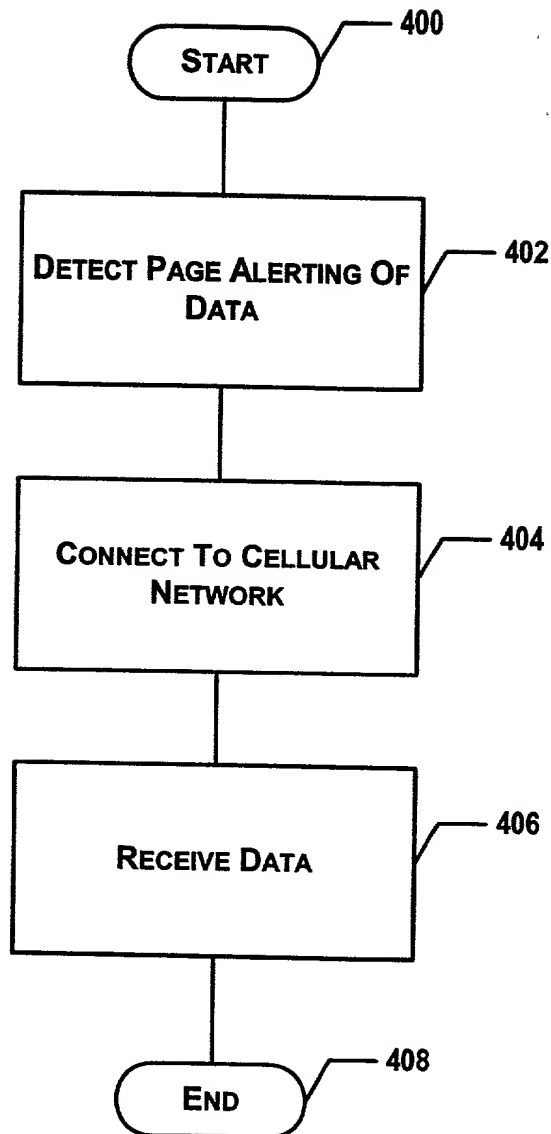 START
400
DETECT PAGE ALERTING OF
DATA
402
CONNECT TO CELLULAR
NETWORK
404
RECEIVE DATA
406
END
408